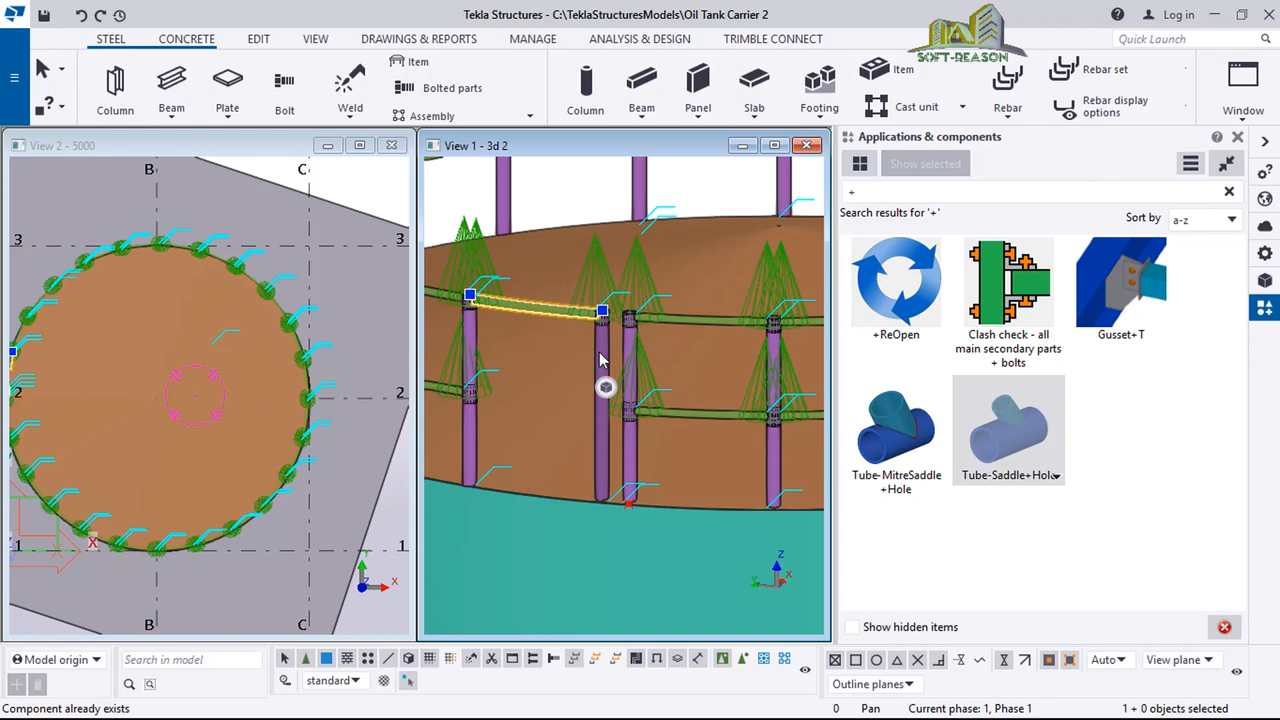 Tekla Structures - C:\TeklaStructuresModels\Oil Tank Carrier 2
Log in
STEEL CONCRETE EDIT VIEW DRAWINGS & REPORTS MANAGE ANALYSIS & DESIGN TRIMBLE CONNECT
SOFT-REASON
Quick Launch
Column Beam Plate Bolt Weld
Item
Bolted parts
Assembly
Column Beam Panel Slab Footing
Item
Cast unit
Rebar
Rebar set
Rebar display
options
Window
View 2 - 5000
View 1 - 3d 2
Applications & components
Show selected
+
Search results for '+'
Sort by a-z
+ReOpen
Clash check - all
main secondary parts
+ bolts
Gusset+T
Tube-MitreSaddle
+Hole
Tube-Saddle+Hole
Show hidden items
B C
3 3
2 2
1 1
B C
X
Y
X
Z
Z
Y
X
Model origin
Search in model
standard
Auto
View plane
Outline planes
Component already exists
0 Pan Current phase: 1, Phase 1 1 + 0 objects selected